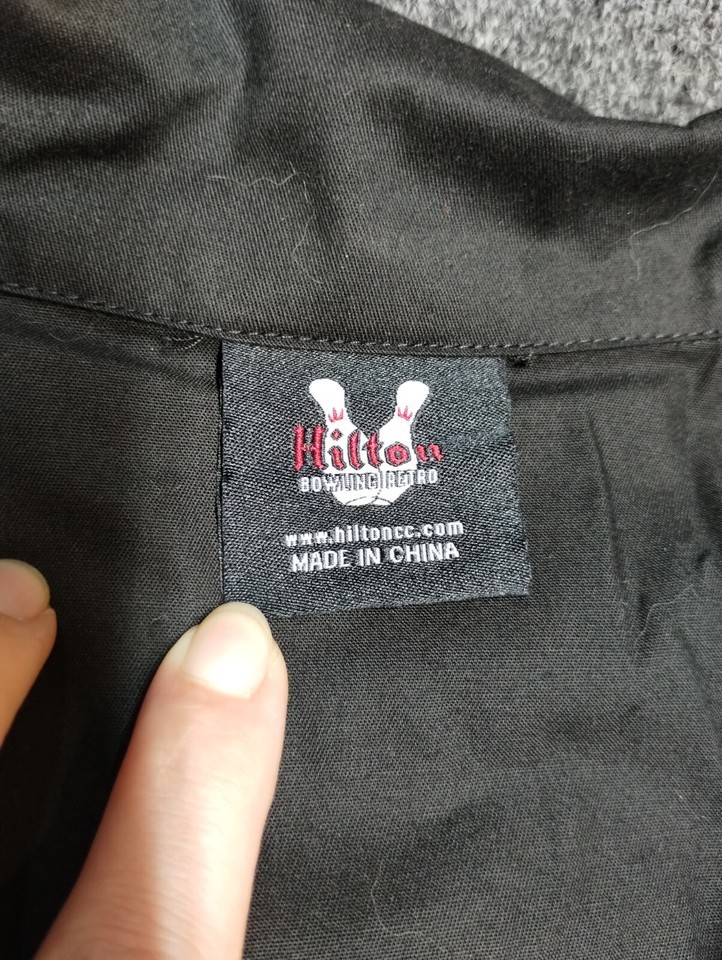 Hilton
BOWLING RETRO
www.hiltoncc.com
MADE IN CHINA